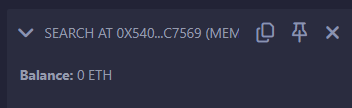 SEARCH AT 0X540...C7569 (MEM
Balance: 0 ETH